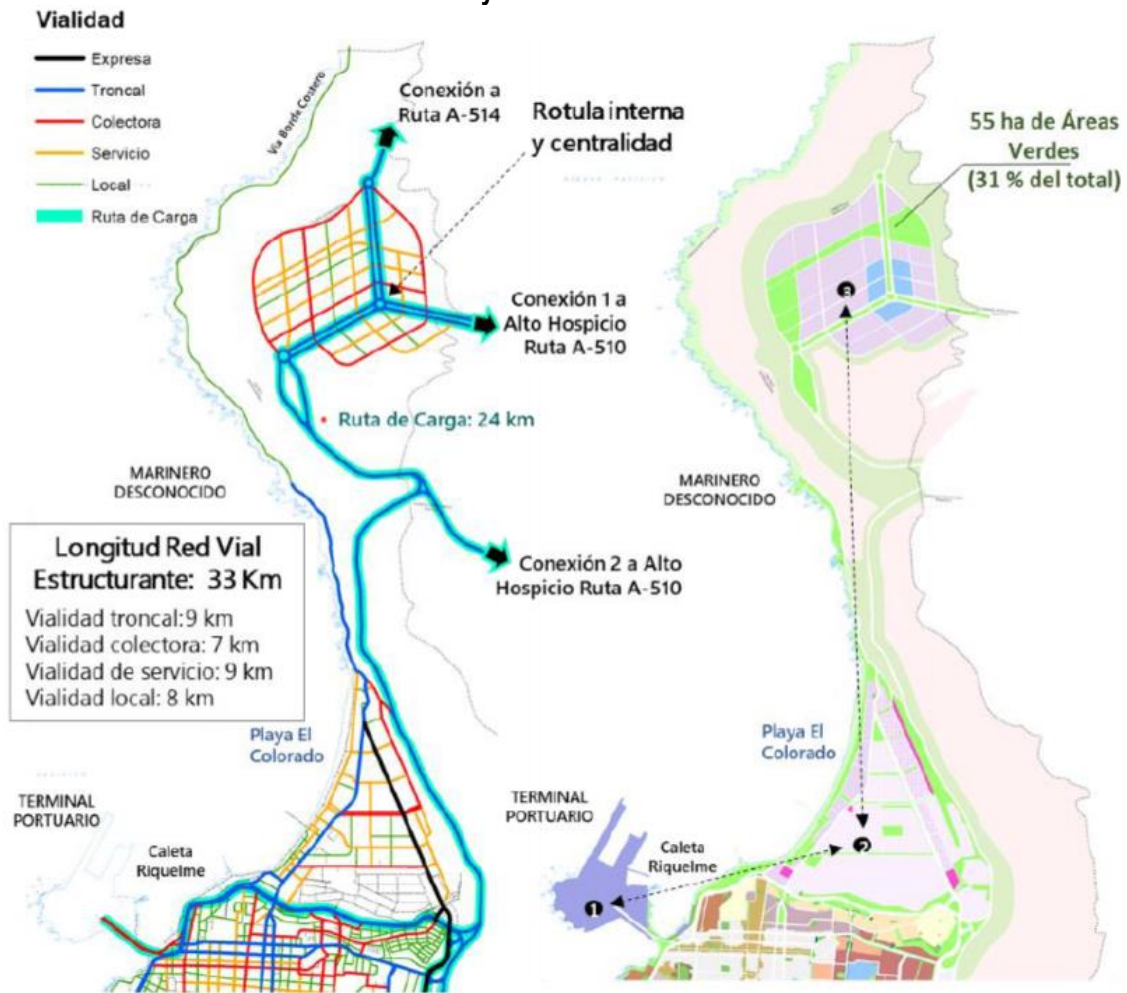 y
Vialidad
Expresa
Troncal
Colectora
Servicio
Local
Ruta de Carga
Vía Borde Costero
Conexión a
Ruta A-514
Rotula interna
y centralidad
Conexión 1 a
Alto Hospicio
Ruta A-510
Ruta de Carga: 24 km
MARINERO
DESCONOCIDO
Longitud Red Vial
Estructurante: 33 Km
Vialidad troncal:9 km
Vialidad colectora: 7 km
Vialidad de servicio: 9 km
Vialidad local: 8 km
Conexión 2 a Alto
Hospicio Ruta A-510
Playa El
Colorado
TERMINAL
PORTUARIO
Caleta
Riquelme
55 ha de Áreas
Verdes
(31 % del total)
3
MARINERO
DESCONOCIDO
Playa El
Colorado
TERMINAL
PORTUARIO
Caleta
Riquelme
2
1